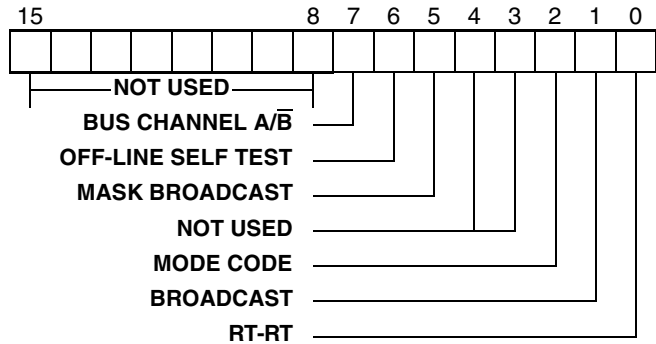 15 8 7 6 5 4 3 2 1 0
NOT USED
BUS CHANNEL A/B̅
OFF-LINE SELF TEST
MASK BROADCAST
NOT USED
MODE CODE
BROADCAST
RT-RT